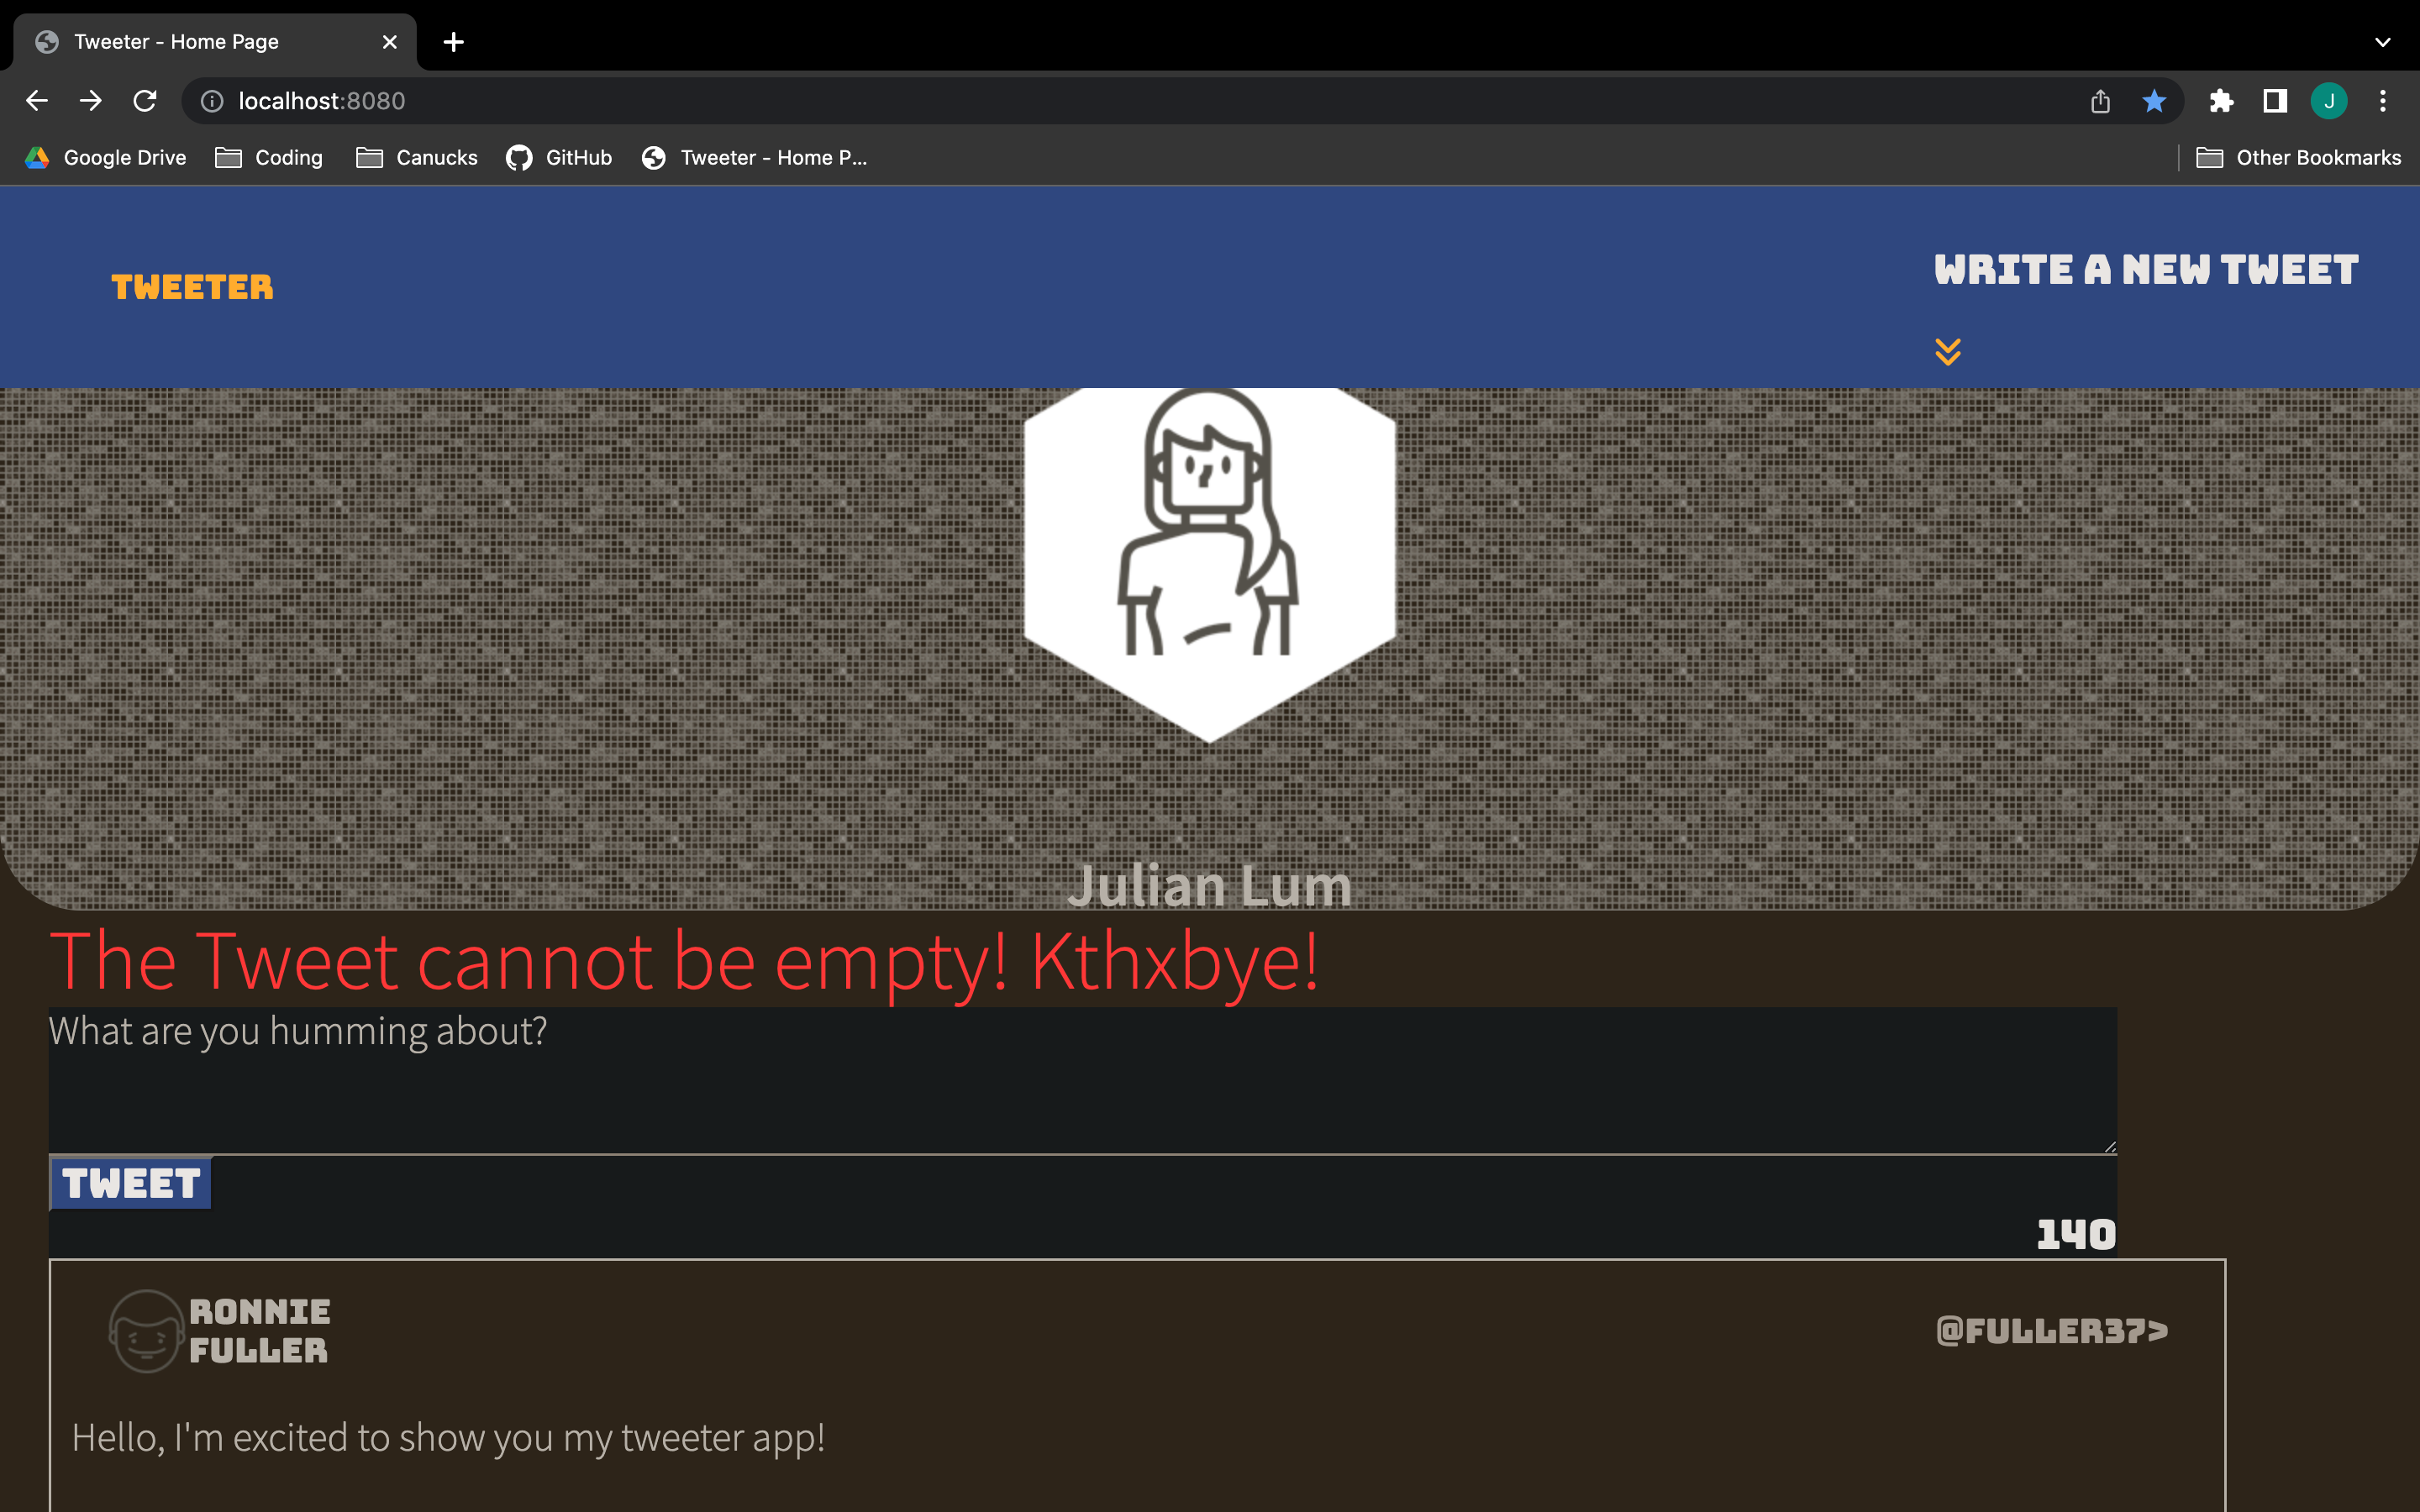 Tweeter - Home Page
localhost:8080
J
Google Drive
Coding
Canucks
GitHub
Tweeter - Home P...
Other Bookmarks
TWEETER
WRITE A NEW TWEET
Julian Lum
The Tweet cannot be empty! Kthxbye!
What are you humming about?
TWEET
140
RONNIE
FULLER
@FULLER37>
Hello, I'm excited to show you my tweeter app!